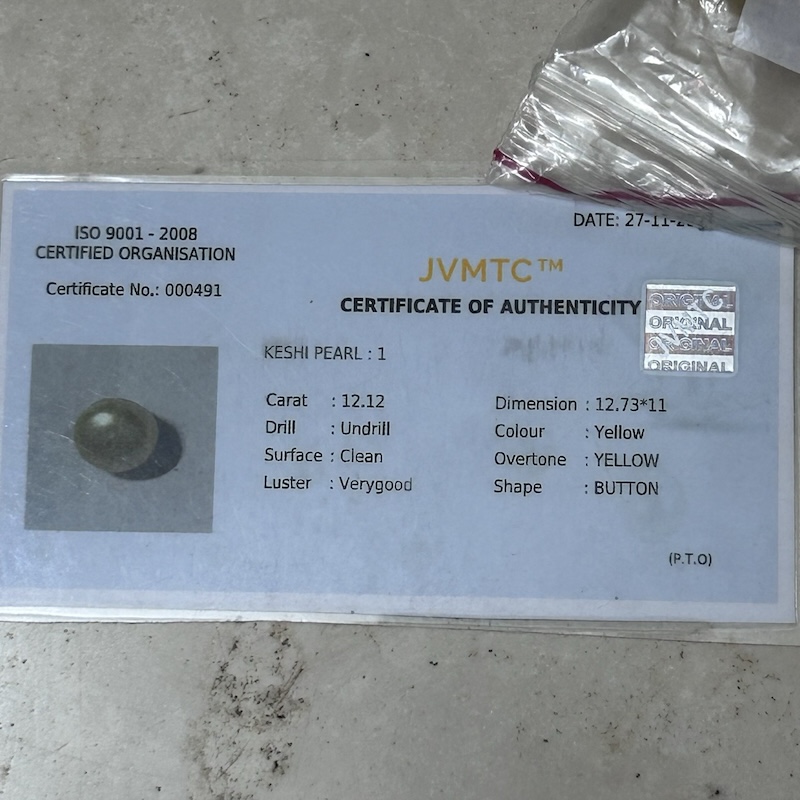 ISO 9001 - 2008
CERTIFIED ORGANISATION
Certificate No.: 000491
DATE: 27-11-
JVMTC™
CERTIFICATE OF AUTHENTICITY
ORIGINAL
ORIGINAL
ORIGINAL
ORIGINAL
KESHI PEARL : 1
Carat : 12.12
Drill : Undrill
Surface : Clean
Luster : Verygood
Dimension : 12.73*11
Colour : Yellow
Overtone : YELLOW
Shape : BUTTON
(P.T.O)